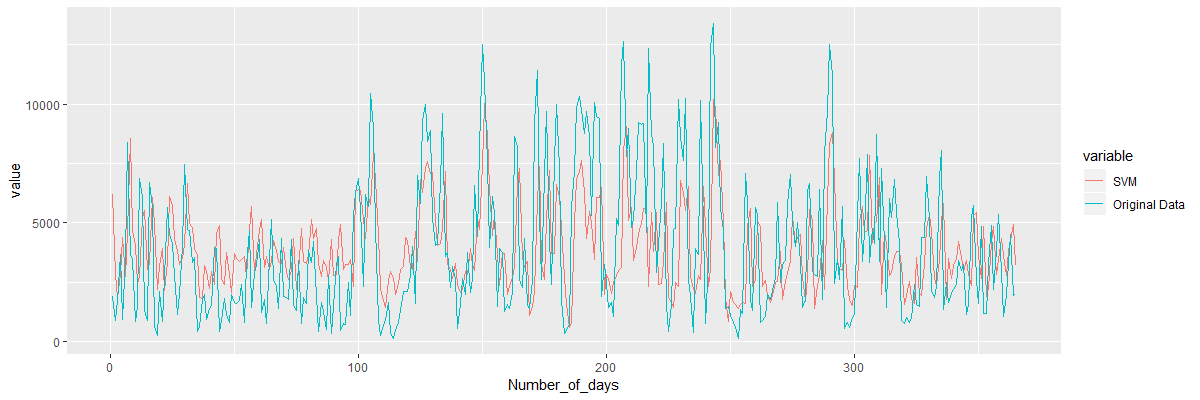 10000
5000
0
value
0
100
200
300
Number_of_days
variable
SVM
Original Data